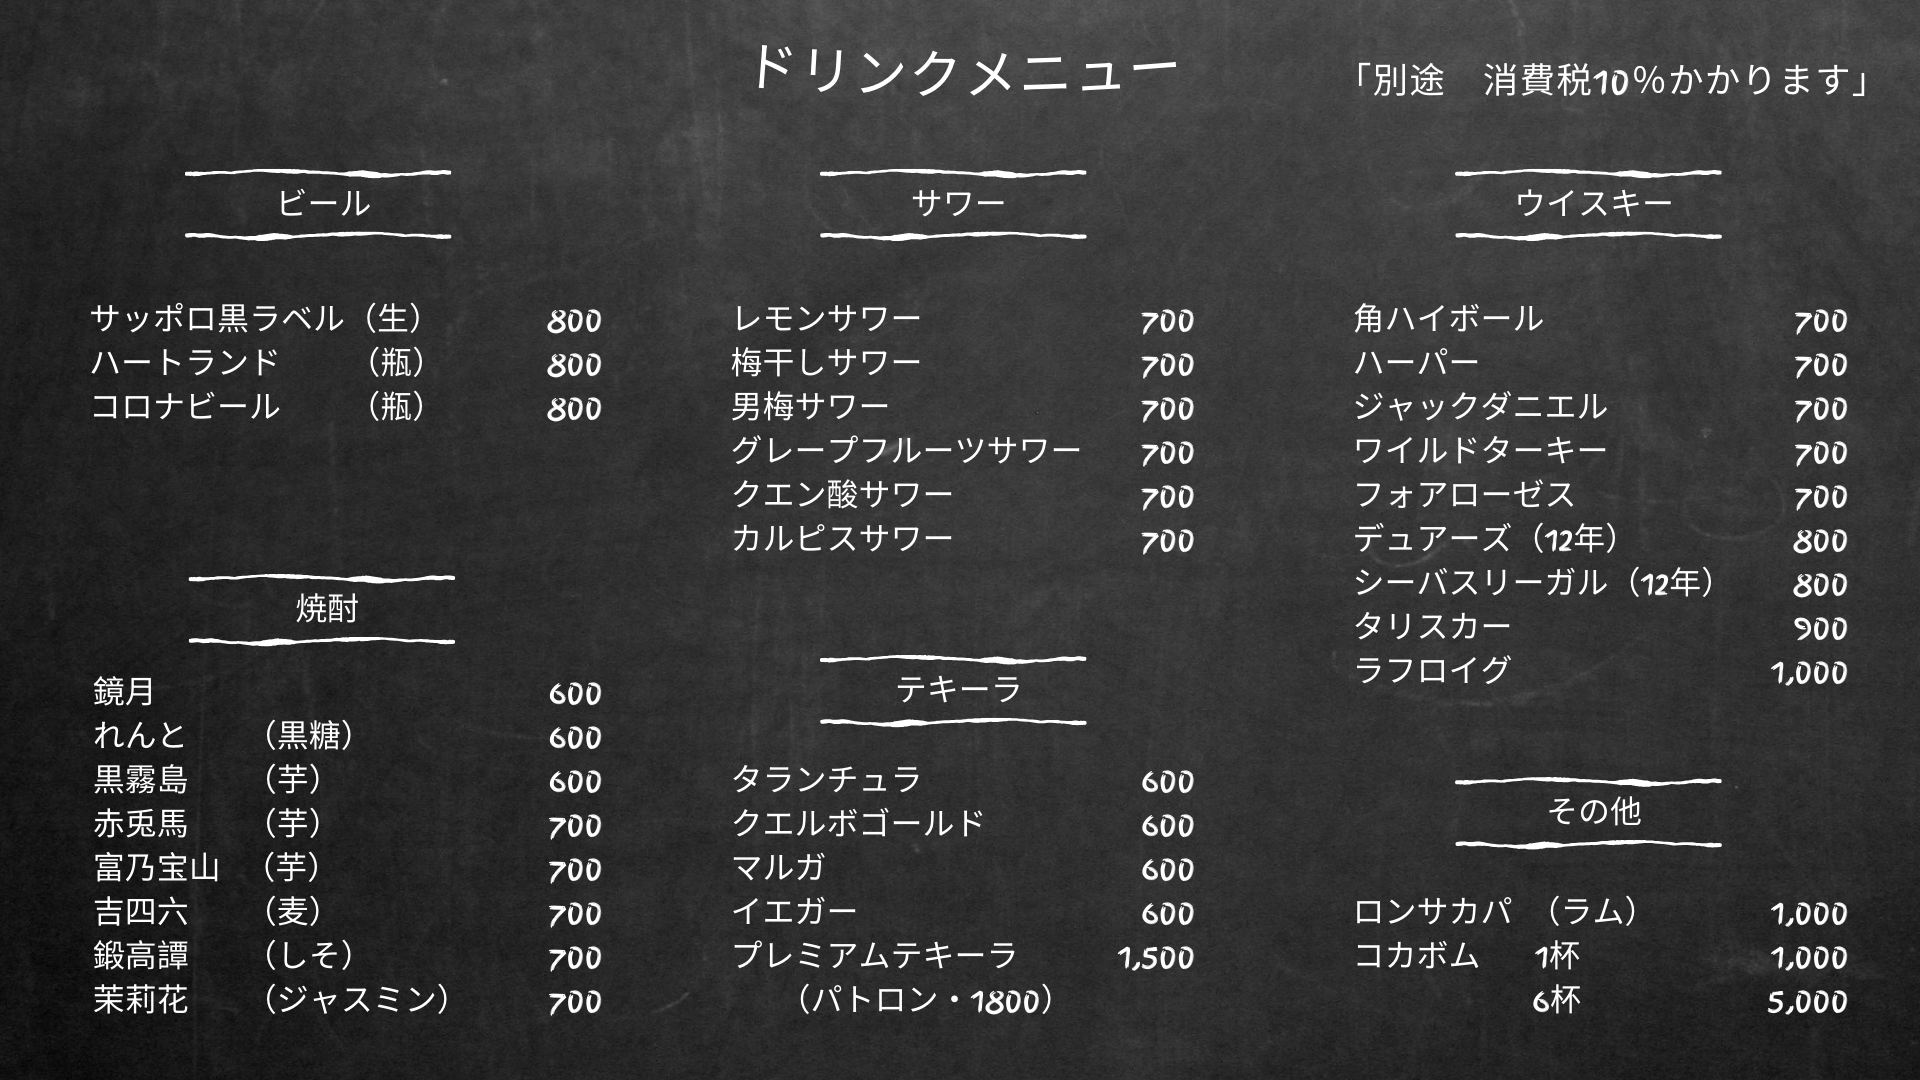 ドリンクメニュー
「別途　消費税10%かかります」
ビール
サッポロ黒ラベル（生） 800
ハートランド （瓶） 800
コロナビール （瓶） 800
焼酎
鏡月 600
れんと （黒糖） 600
黒霧島 （芋） 600
赤兎馬 （芋） 700
富乃宝山 （芋） 700
吉四六 （麦） 700
鍛高譚 （しそ） 700
茉莉花 （ジャスミン） 700
サワー
レモンサワー 700
梅干しサワー 700
男梅サワー 700
グレープフルーツサワー 700
クエン酸サワー 700
カルピスサワー 700
テキーラ
タランチュラ 600
クエルボゴールド 600
マルガ 600
イエガー 600
プレミアムテキーラ 1,500
（パトロン・1800）
ウイスキー
角ハイボール 700
ハーパー 700
ジャックダニエル 700
ワイルドターキー 700
フォアローゼス 700
デュアーズ（12年） 800
シーバスリーガル（12年） 800
タリスカー 900
ラフロイグ 1,000
その他
ロンサカパ （ラム） 1,000
コカボム 1杯 1,000
6杯 5,000